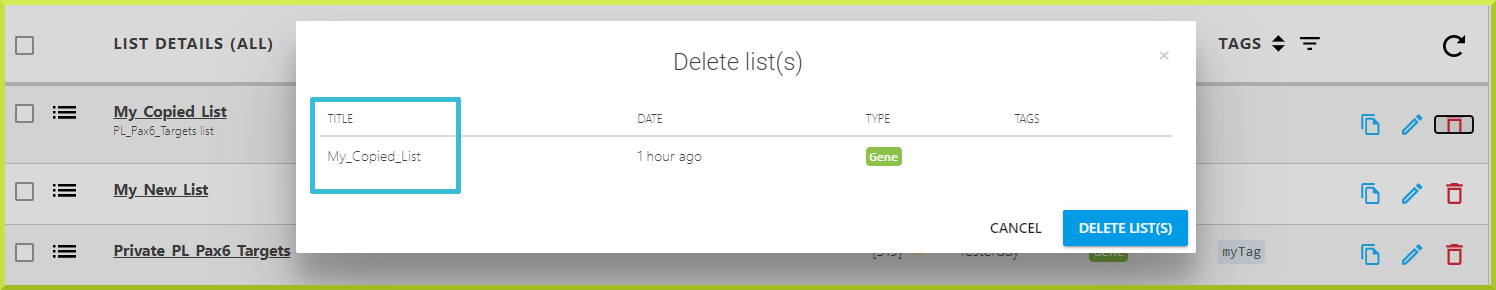 LIST DETAILS (ALL)
TAGS
Delete list(s)
×
TITLE
DATE
TYPE
TAGS
My_Copied_List
1 hour ago
Gene
CANCEL
DELETE LIST(S)
My_Copied_List
PL_Pax6_Targets list
My_New_List
Private_PL_Pax6_Targets
Yesterday
Gene
myTag